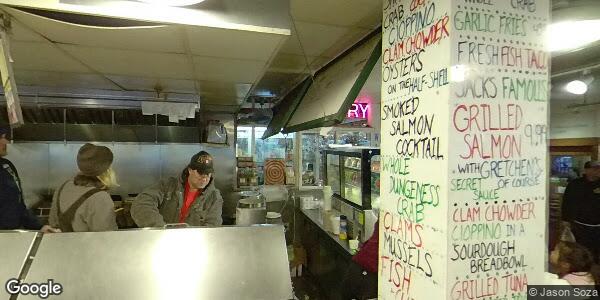 CRAB
CIOPPINO
CLAM CHOWDER
OYSTERS
ON THE HALF-SHELL
SMOKED
SALMON
COCKTAIL
WHOLE
DUNGENESS
CRAB
CLAMS
MUSSELS
FISH
WHOLE CRAB
GARLIC FRIES
FRESH FISH TACO
JACKS FAMOUS
GRILLED
SALMON 9.99
WITH GRETCHEN'S
SECRET OF COURSE
SAUCE
CLAM CHOWDER
CIOPPINO IN A
SOURDOUGH
BREADBOWL
GRILLED TUNA
RY
Google
© Jason Soza